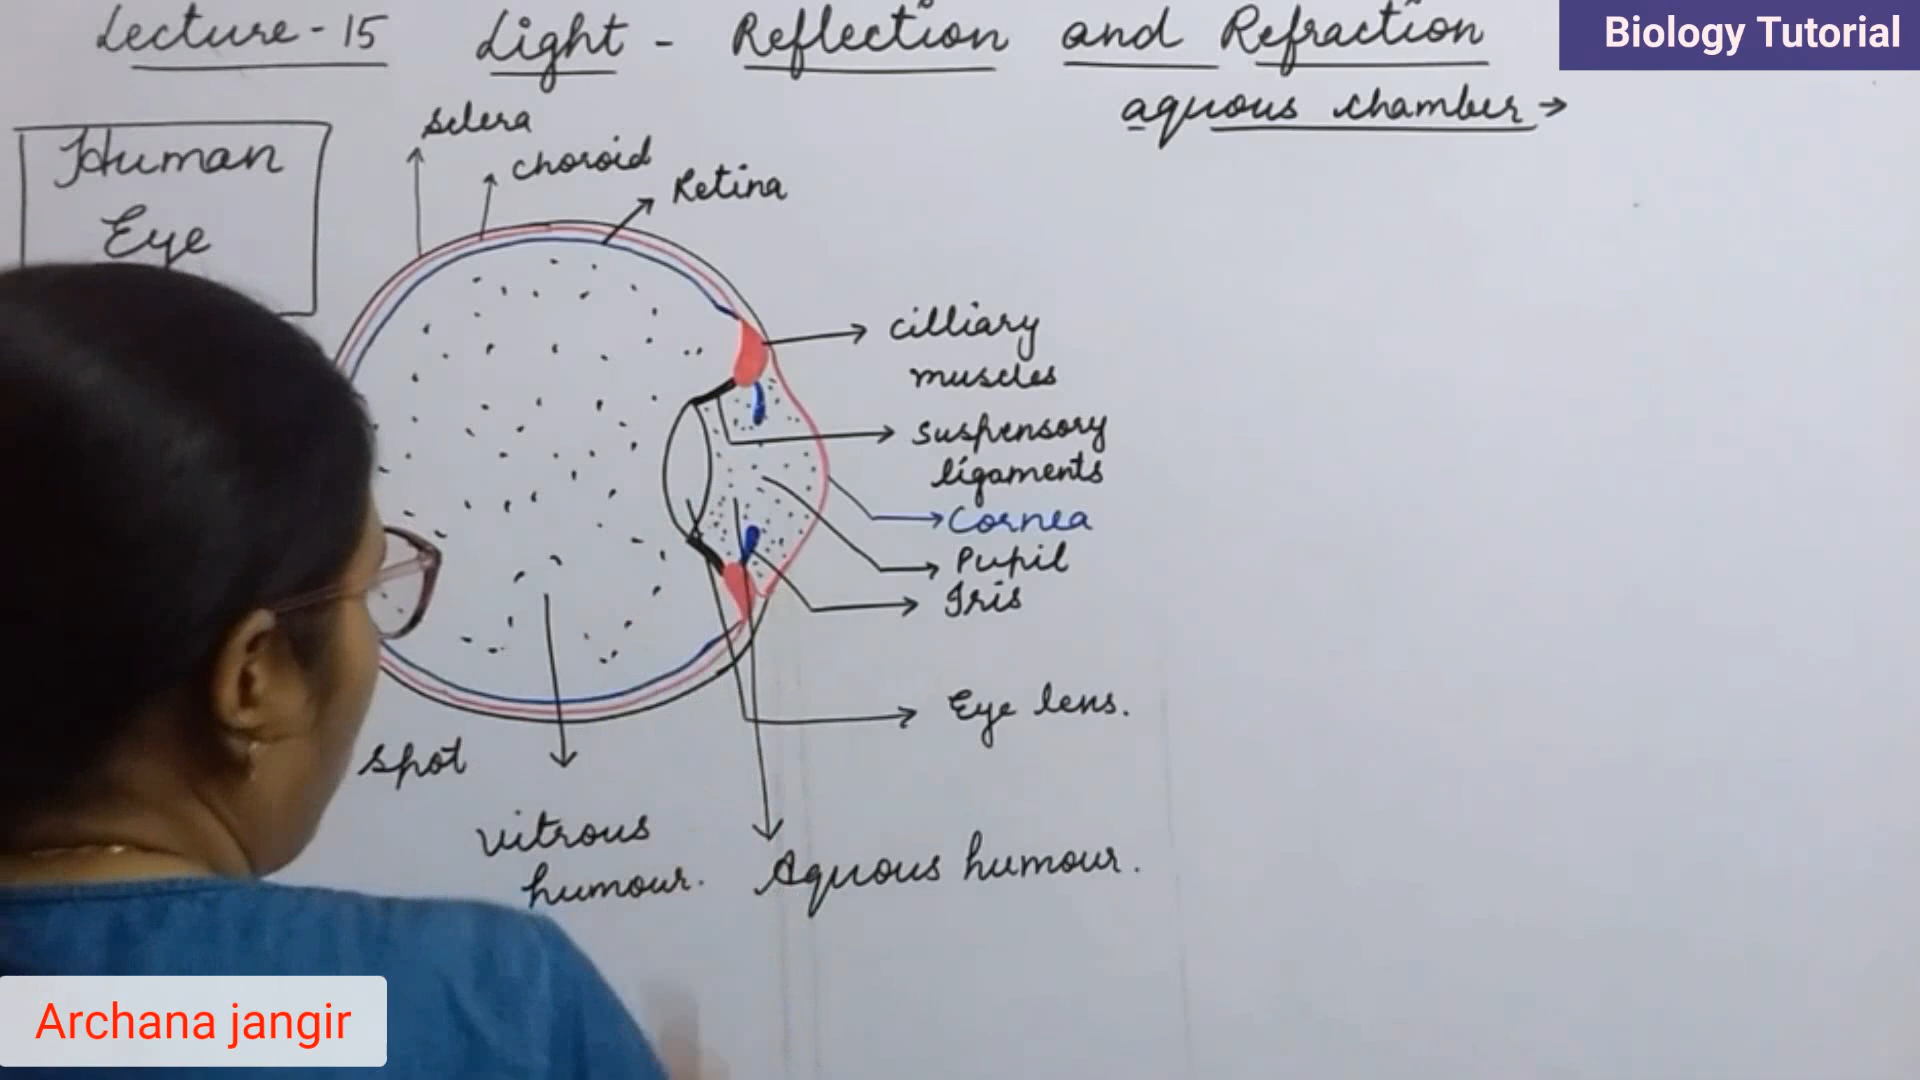 Lecture-15 Light - Reflection and Refraction
Biology Tutorial
aquous chamber →
Human
Eye
sclera
choroid
Retina
cilliary
muscles
suspensory
ligaments
Cornea
Pupil
Iris
Eye lens.
spot
vitrous
humour.
Aquous humour.
Archana jangir